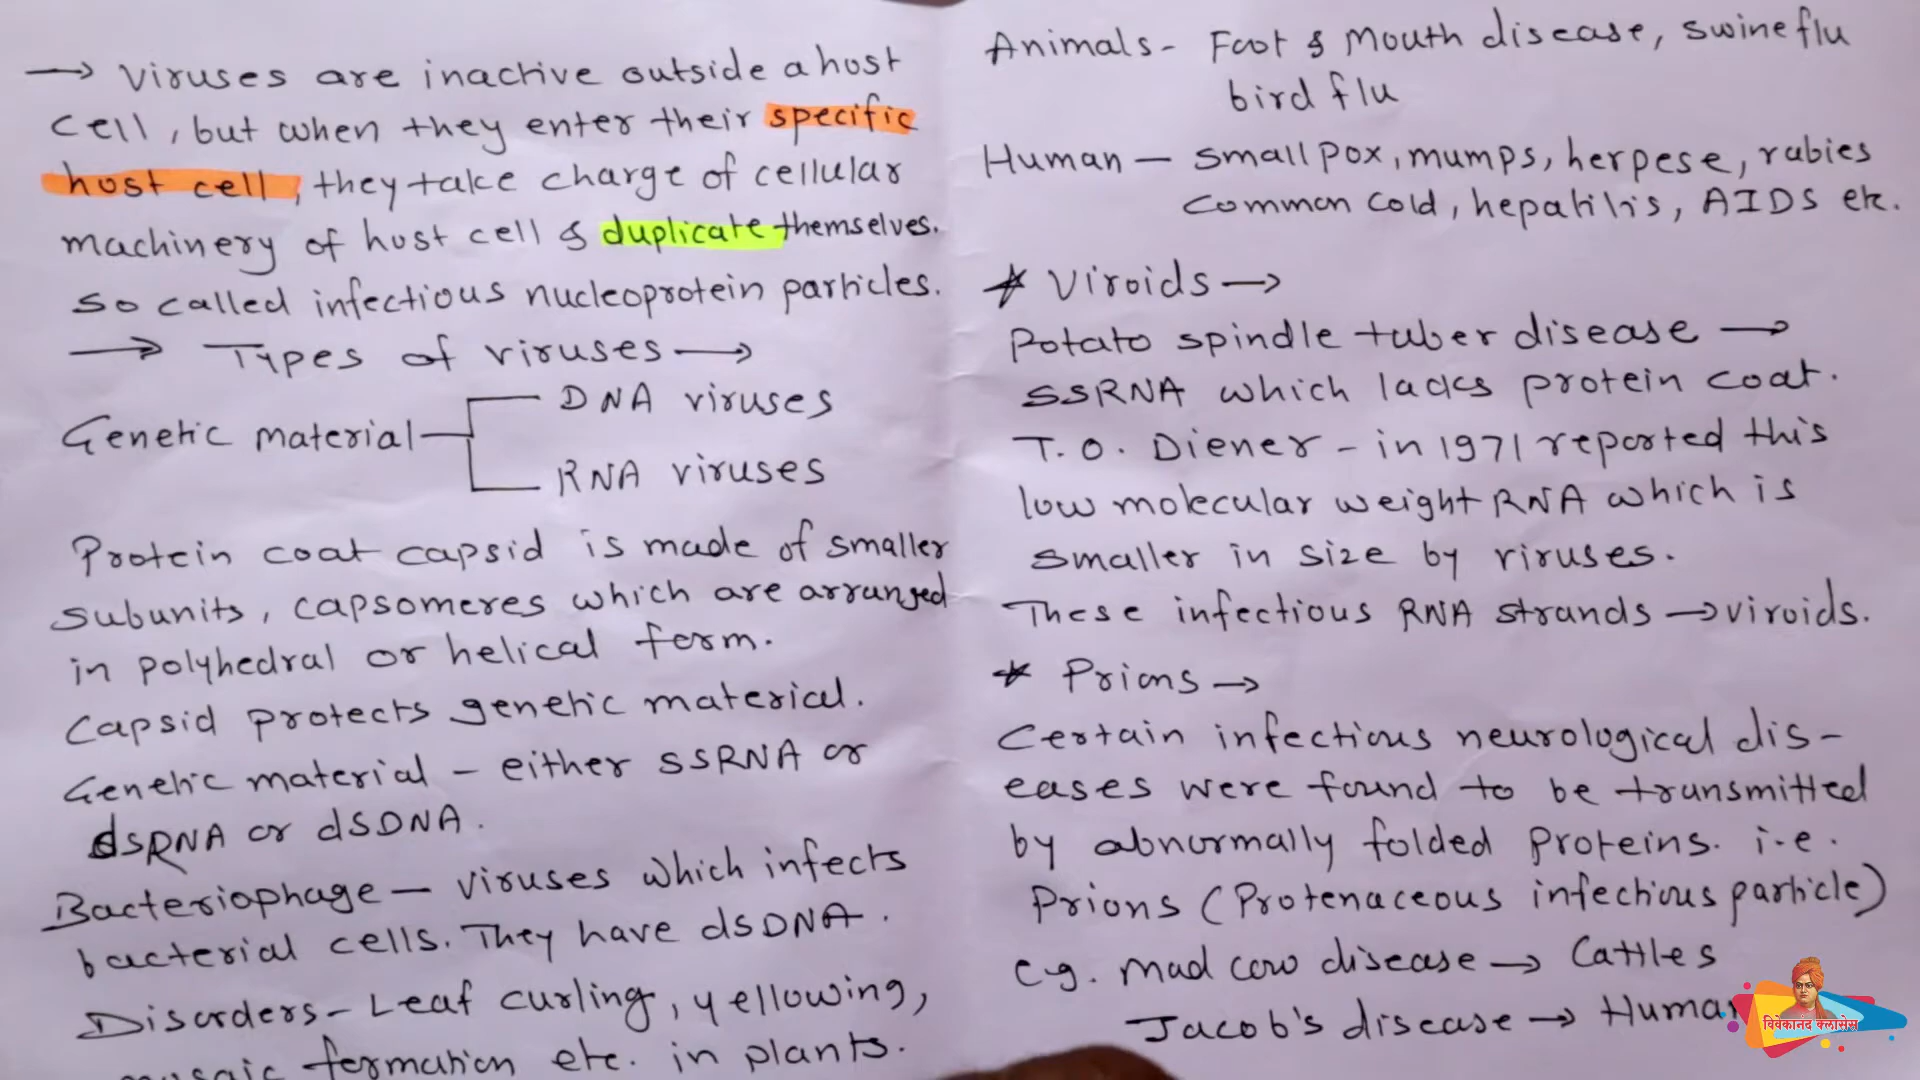 → Viruses are inactive outside a host
cell, but when they enter their specific
host cell, they take charge of cellular
machinery of host cell & duplicate themselves.
So called infectious nucleoprotein particles.
→ Types of viruses →
DNA viruses
Genetic material
RNA viruses
Protein coat capsid is made of smaller
subunits, capsomeres which are arranged
in polyhedral or helical form.
Capsid protects genetic material.
Genetic material - either SSRNA or
dSRNA or dSDNA.
Bacteriophage - viruses which infects
bacterial cells. They have dSDNA.
Disorders - Leaf curling, yellowing,
mosaic formation etc. in plants.
Animals - Foot & Mouth disease, swine flu
bird flu
Human - small pox, mumps, herpese, rabies
common cold, hepatitis, AIDS etc.
* Viroids →
Potato spindle tuber disease →
SSRNA which lacks protein coat.
T. O. Diener - in 1971 reported this
low molecular weight RNA which is
smaller in size by viruses.
These infectious RNA strands → viroids.
* Prions →
Certain infectious neurological dis-
eases were found to be transmitted
by abnormally folded proteins. i.e.
Prions (Protenaceous infectious particle)
e.g. mad cow disease → Cattles
Jacob's disease → Human
विवेकानंद क्लासेस